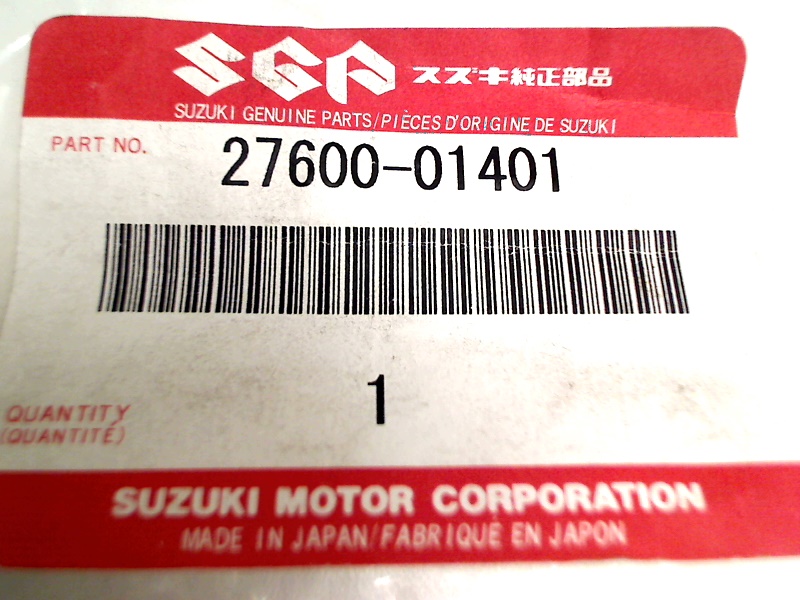 SGP スズキ純正部品
SUZUKI GENUINE PARTS/PIÈCES D'ORIGINE DE SUZUKI
PART NO. 27600-01401
1
QUANTITY
(QUANTITÉ)
SUZUKI MOTOR CORPORATION
MADE IN JAPAN/FABRIQUE EN JAPON